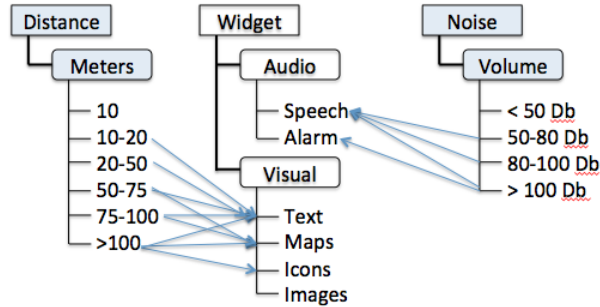 Distance
Widget
Noise
Meters
Audio
Volume
10
10-20
20-50
50-75
75-100
>100
Speech
Alarm
Visual
Text
Maps
Icons
Images
< 50 Db
50-80 Db
80-100 Db
> 100 Db